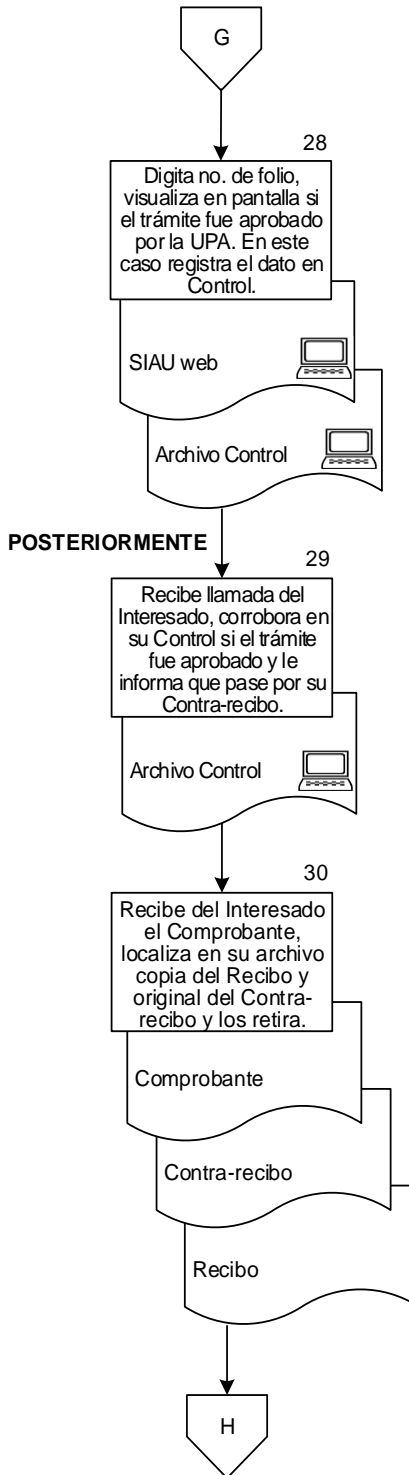 G
28
Digita no. de folio,
visualiza en pantalla si
el trámite fue aprobado
por la UPA. En este
caso registra el dato en
Control.
SIAU web
Archivo Control
POSTERIORMENTE
29
Recibe llamada del
Interesado, corrobora en
su Control si el trámite
fue aprobado y le
informa que pase por su
Contra-recibo.
Archivo Control
30
Recibe del Interesado
el Comprobante,
localiza en su archivo
copia del Recibo y
original del Contra-
recibo y los retira.
Comprobante
Contra-recibo
Recibo
H